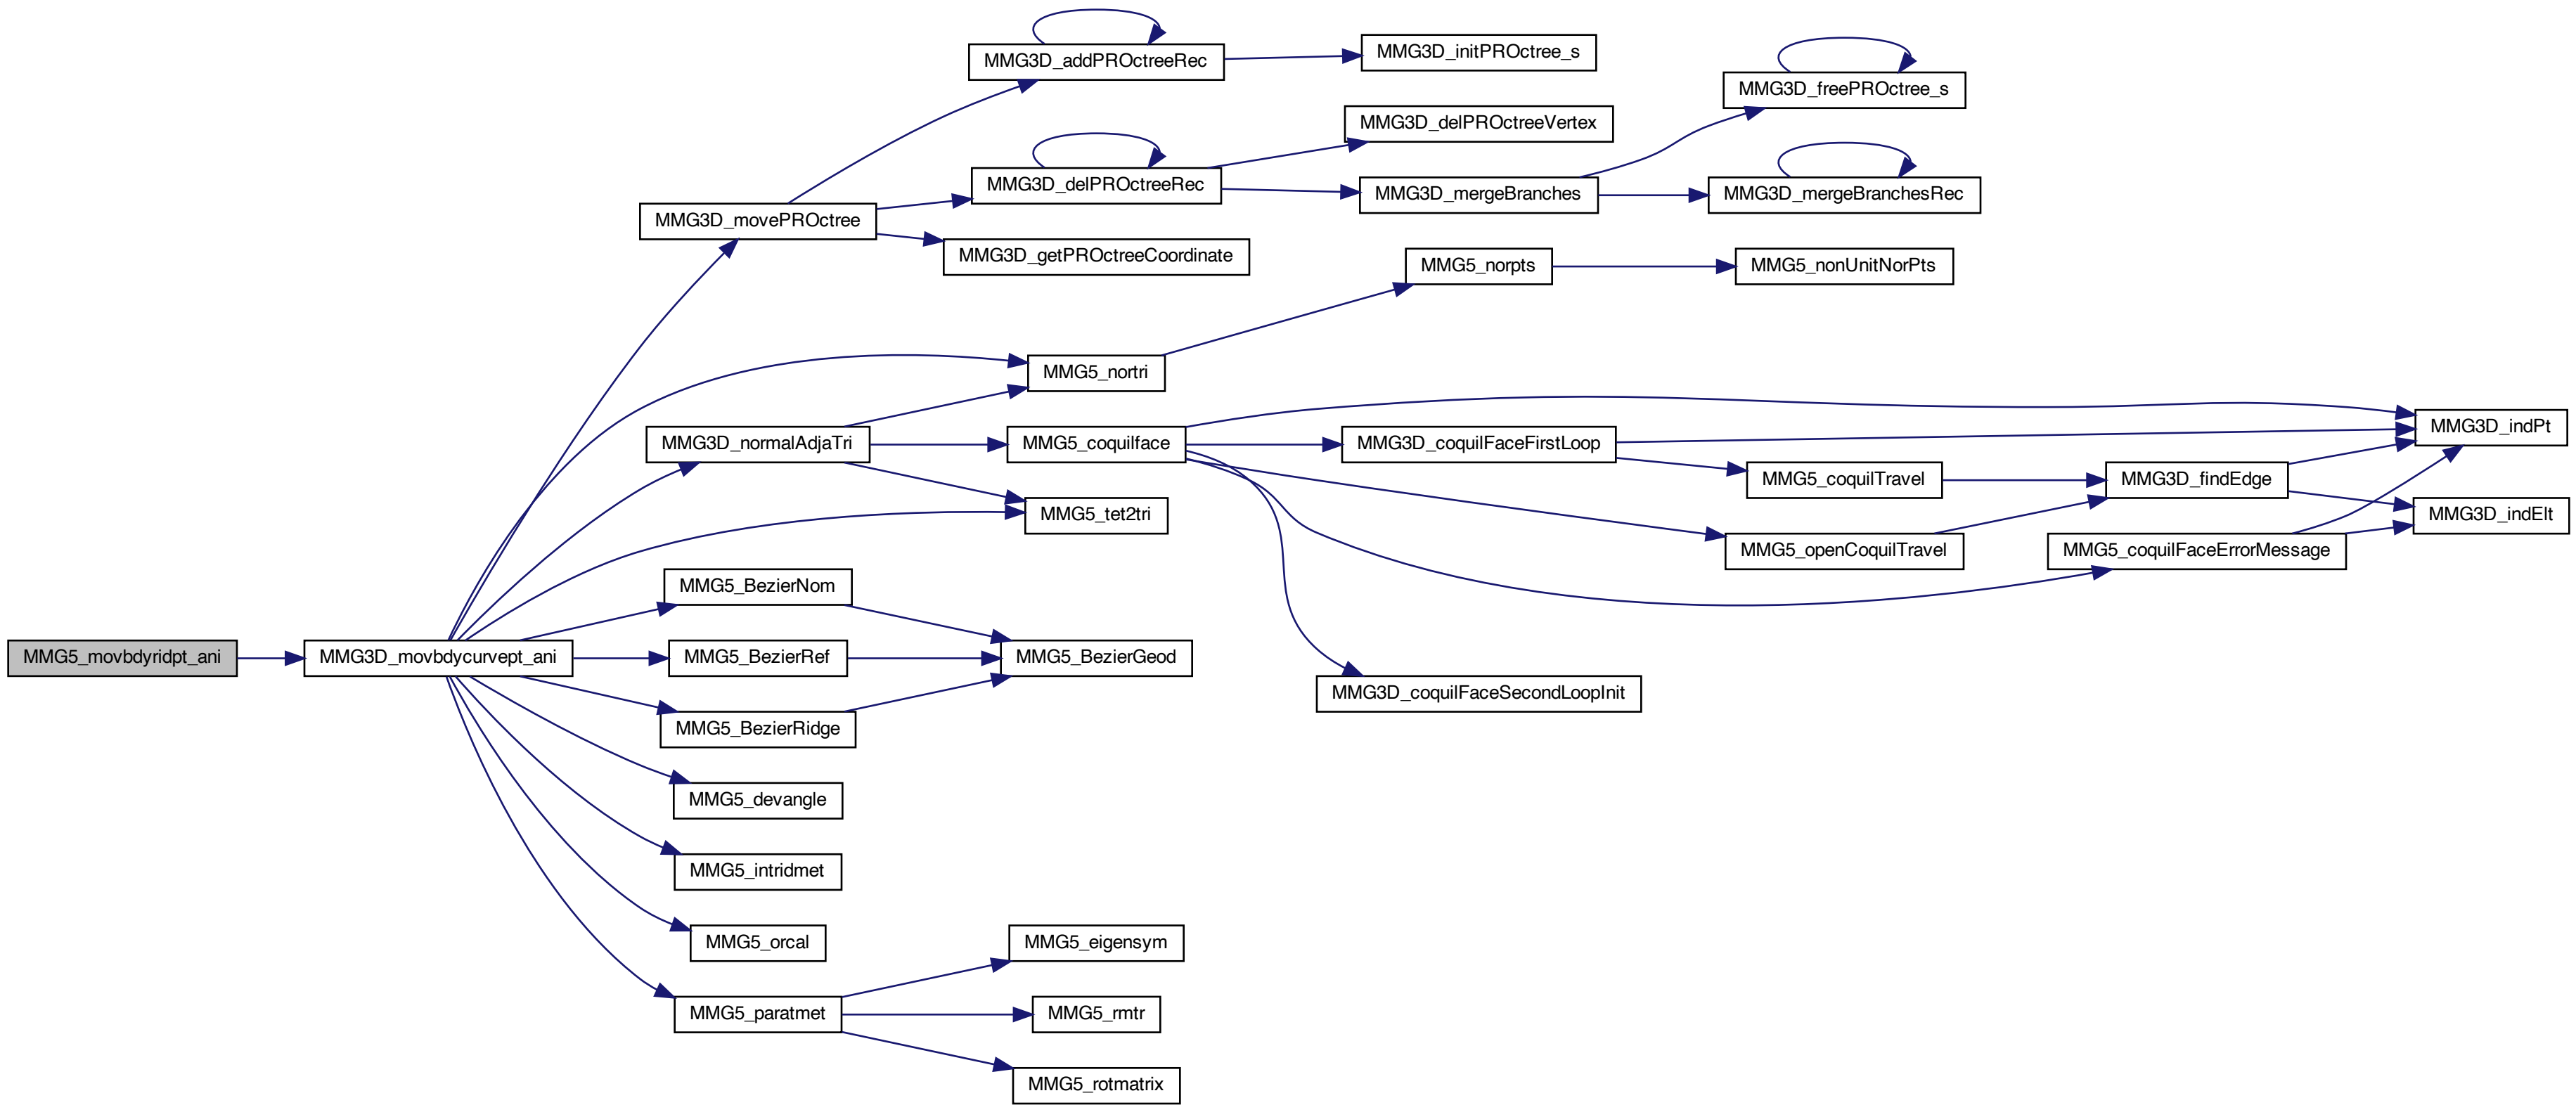 MMG5_movbdyridpt_ani
MMG3D_movbdycurvept_ani
MMG3D_movePROctree
MMG3D_addPROctreeRec
MMG3D_initPROctree_s
MMG3D_delPROctreeRec
MMG3D_delPROctreeVertex
MMG3D_mergeBranches
MMG3D_freePROctree_s
MMG3D_mergeBranchesRec
MMG3D_getPROctreeCoordinate
MMG5_norpts
MMG5_nonUnitNorPts
MMG5_nortri
MMG3D_normalAdjaTri
MMG5_coquilface
MMG3D_coquilFaceFirstLoop
MMG3D_indPt
MMG5_coquilTravel
MMG3D_findEdge
MMG3D_indElt
MMG5_tet2tri
MMG5_openCoquilTravel
MMG5_coquilFaceErrorMessage
MMG3D_coquilFaceSecondLoopInit
MMG5_BezierNom
MMG5_BezierRef
MMG5_BezierGeod
MMG5_BezierRidge
MMG5_devangle
MMG5_intridmet
MMG5_orcal
MMG5_paratmet
MMG5_eigensym
MMG5_rmtr
MMG5_rotmatrix